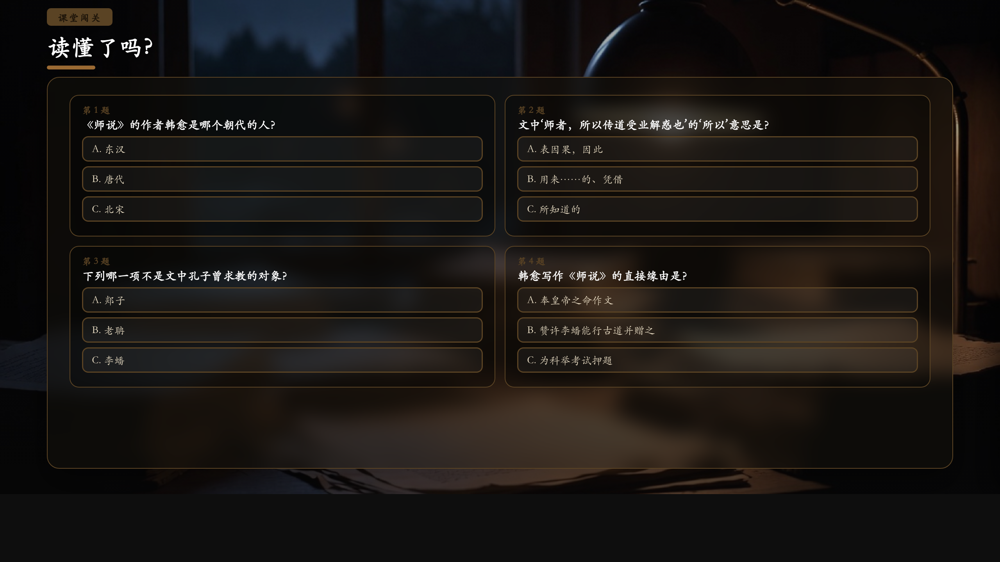 课堂闯关
读懂了吗?
第 1 题
《师说》的作者韩愈是哪个朝代的人?
A. 东汉
B. 唐代
C. 北宋
第 2 题
文中‘师者，所以传道受业解惑也’的‘所以’意思是?
A. 表因果，因此
B. 用来……的、凭借
C. 所知道的
第 3 题
下列哪一项不是文中孔子曾求教的对象?
A. 郯子
B. 老聃
C. 李蟠
第 4 题
韩愈写作《师说》的直接缘由是?
A. 奉皇帝之命作文
B. 赞许李蟠能行古道并赠之
C. 为科举考试押题